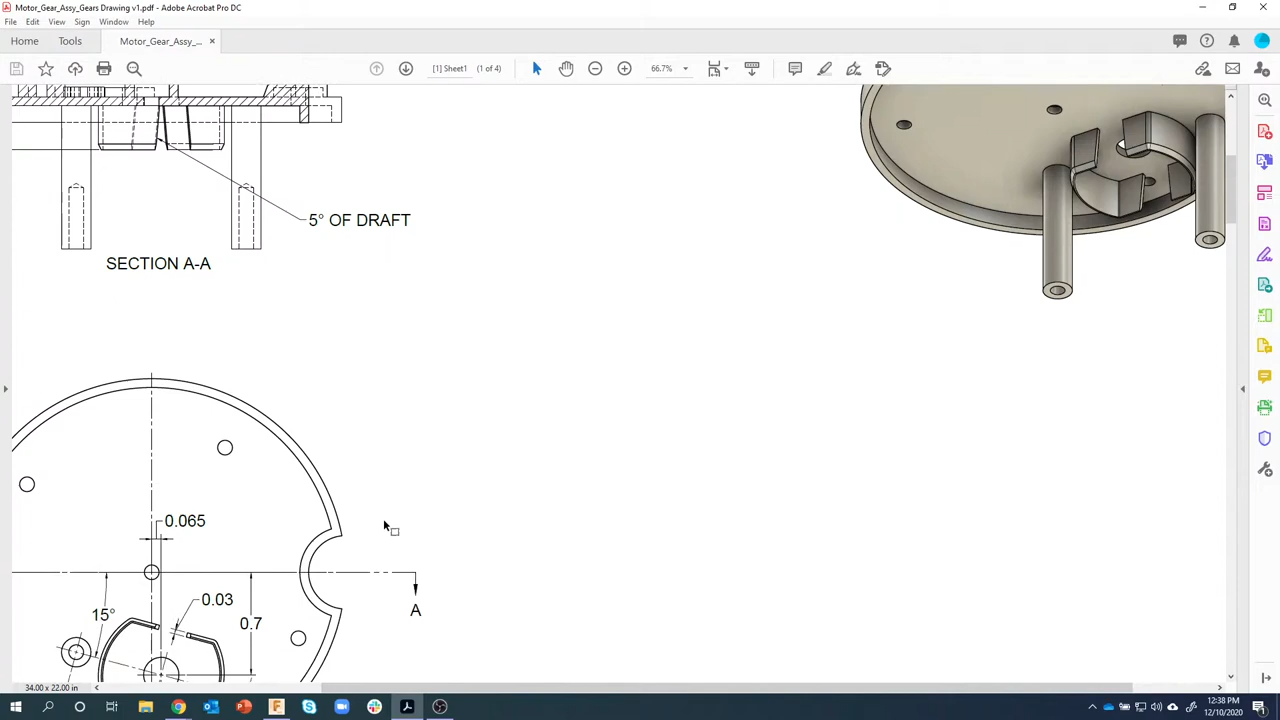 Motor_Gear_Assy_Gears Drawing v1.pdf - Adobe Acrobat Pro DC
File Edit View Sign Window Help
Home Tools Motor_Gear_Assy_... ×
[1] Sheet1 (1 of 4) 66.7%
5° OF DRAFT
SECTION A-A
0.065
0.03
15°
0.7
A
34.00 x 22.00 in
12:38 PM
12/10/2020